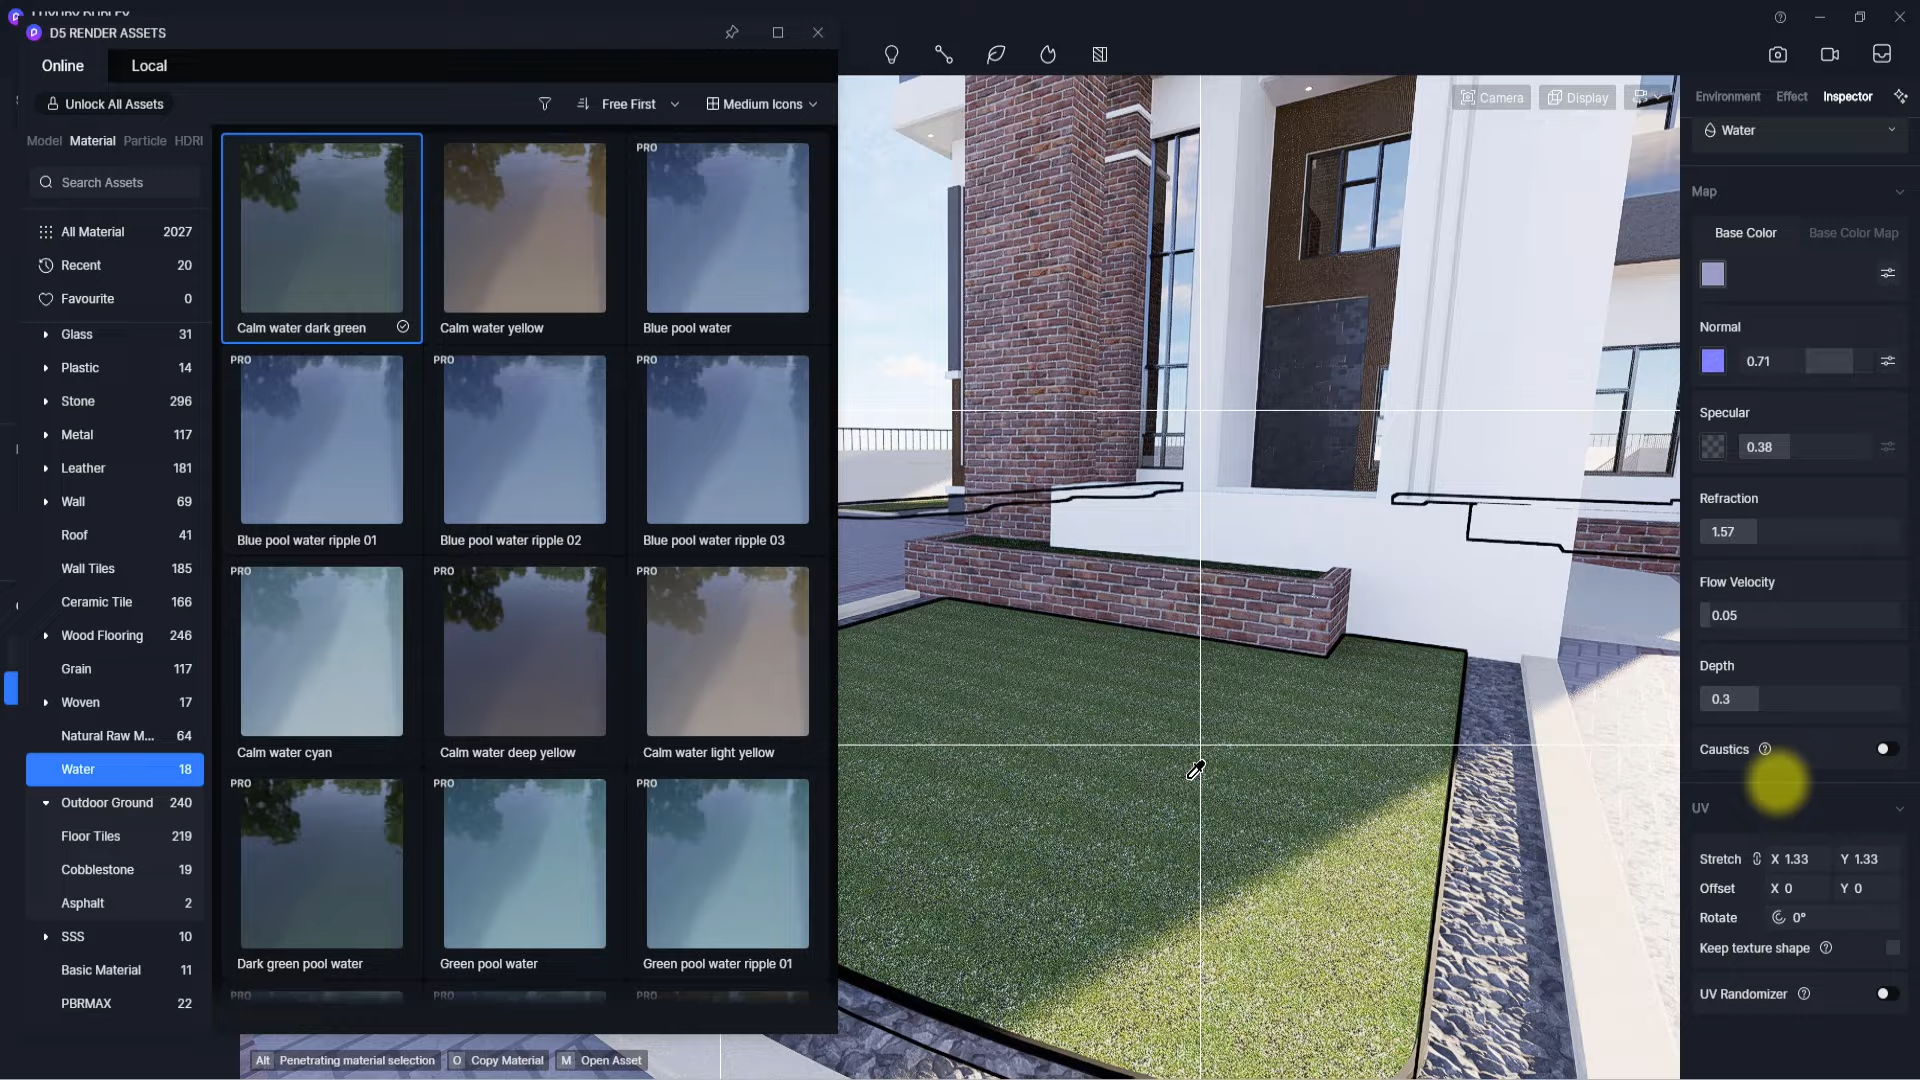 D5 RENDER ASSETS
Online
Local
Unlock All Assets
Free First
Medium Icons
Model
Material
Particle
HDRI
Search Assets
All Material 2027
Recent 20
Favourite 0
Glass 31
Plastic 14
Stone 296
Metal 117
Leather 181
Wall 69
Roof 41
Wall Tiles 185
Ceramic Tile 166
Wood Flooring 246
Grain 117
Woven 17
Natural Raw M... 64
Water 18
Outdoor Ground 240
Floor Tiles 219
Cobblestone 19
Asphalt 2
SSS 10
Basic Material 11
PBRMAX 22
Calm water dark green
Calm water yellow
PRO
Blue pool water
PRO
Blue pool water ripple 01
PRO
Blue pool water ripple 02
PRO
Blue pool water ripple 03
PRO
Calm water cyan
PRO
Calm water deep yellow
PRO
Calm water light yellow
PRO
Dark green pool water
PRO
Green pool water
PRO
Green pool water ripple 01
PRO
PRO
PRO
Alt Penetrating material selection
O Copy Material
M Open Asset
Camera
Display
Environment
Effect
Inspector
Water
Map
Base Color
Base Color Map
Normal
0.71
Specular
0.38
Refraction
1.57
Flow Velocity
0.05
Depth
0.3
Caustics
UV
Stretch X 1.33 Y 1.33
Offset X 0 Y 0
Rotate 0°
Keep texture shape
UV Randomizer